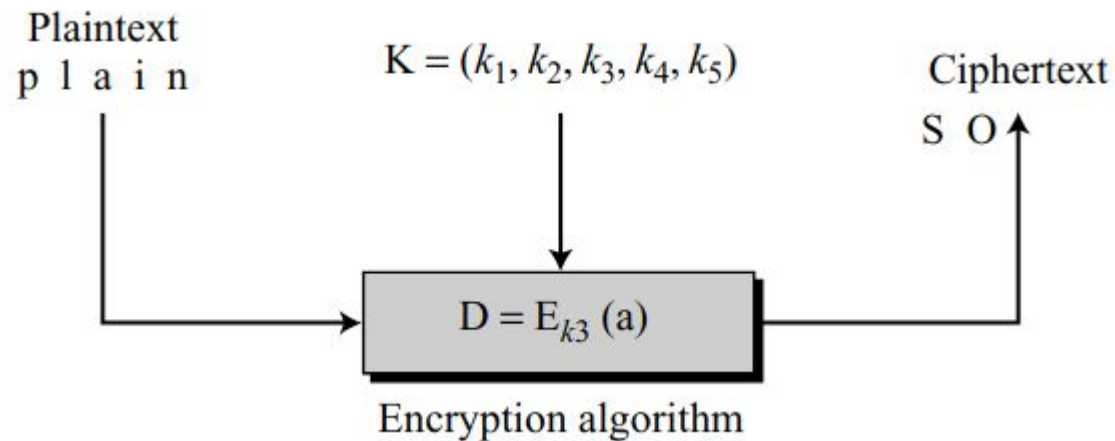 Plaintext
p l a i n
K = (k₁, k₂, k₃, k₄, k₅)
Ciphertext
S O
D = Eₖ₃ (a)
Encryption algorithm